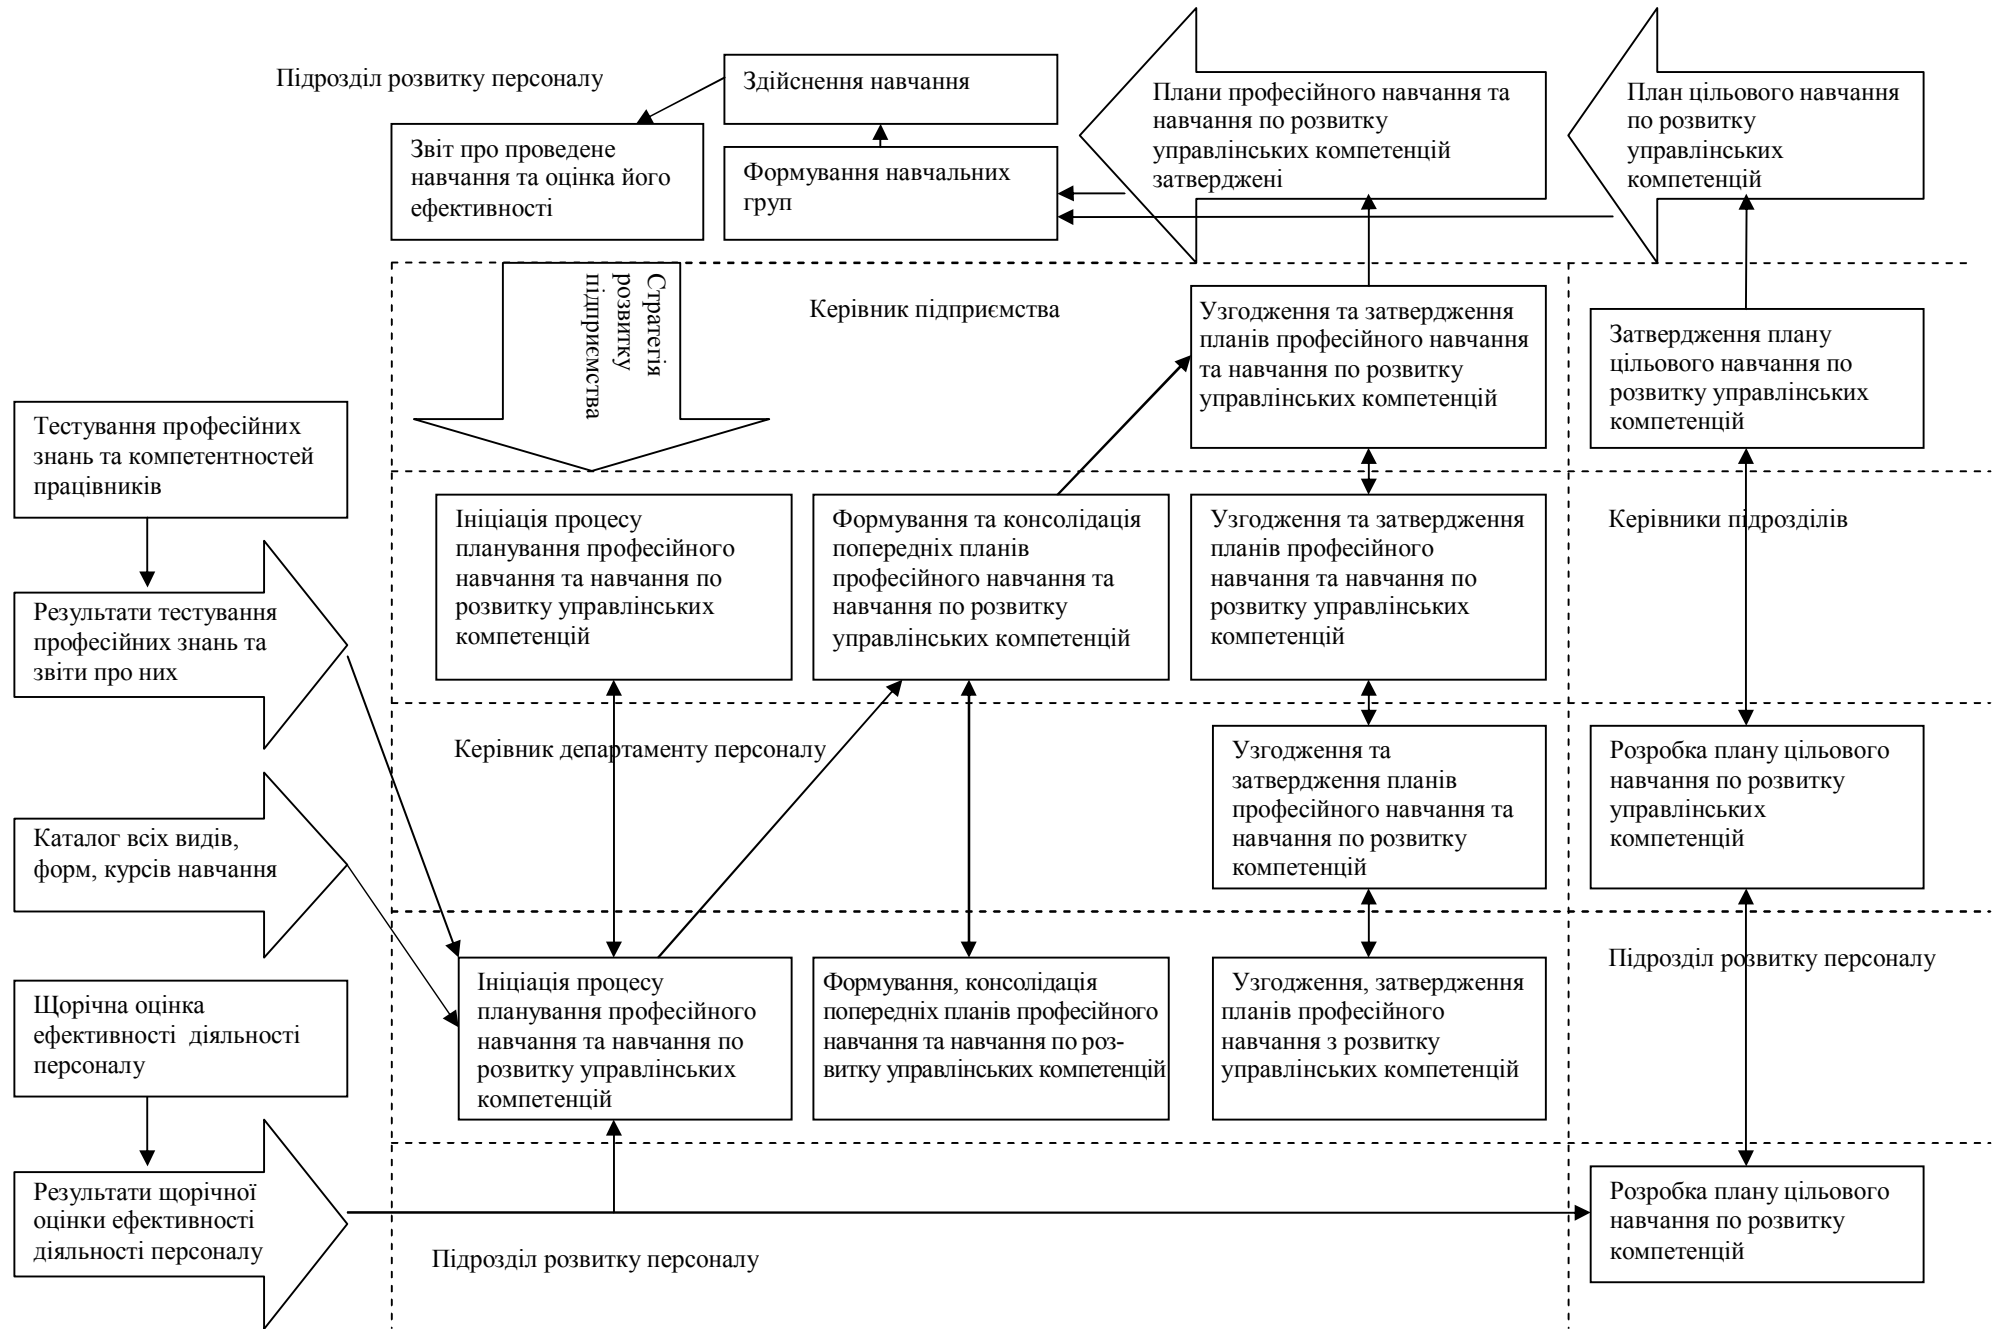 Підрозділ розвитку персоналу
Здійснення навчання
Звіт про проведене
навчання та оцінка його
ефективності
Формування навчальних
груп
Плани професійного навчання та
навчання по розвитку
управлінських компетенцій
затверджені
План цільового навчання
по розвитку
управлінських
компетенцій
Стратегія
розвитку
підприємства
Керівник підприємства
Узгодження та затвердження
планів професійного навчання
та навчання по розвитку
управлінських компетенцій
Затвердження плану
цільового навчання по
розвитку управлінських
компетенцій
Тестування професійних
знань та компетентностей
працівників
Результати тестування
професійних знань та
звіти про них
Ініціація процесу
планування професійного
навчання та навчання по
розвитку управлінських
компетенцій
Формування та консолідація
попередніх планів
професійного навчання та
навчання по розвитку
управлінських компетенцій
Узгодження та затвердження
планів професійного
навчання та навчання по
розвитку управлінських
компетенцій
Керівники підрозділів
Керівник департаменту персоналу
Узгодження та
затвердження планів
професійного навчання та
навчання по розвитку
компетенцій
Розробка плану цільового
навчання по розвитку
управлінських
компетенцій
Каталог всіх видів,
форм, курсів навчання
Щорічна оцінка
ефективності діяльності
персоналу
Ініціація процесу
планування професійного
навчання та навчання по
розвитку управлінських
компетенцій
Формування, консолідація
попередніх планів професійного
навчання та навчання по роз-
витку управлінських компетенцій
Узгодження, затвердження
планів професійного
навчання з розвитку
управлінських компетенцій
Підрозділ розвитку персоналу
Результати щорічної
оцінки ефективності
діяльності персоналу
Підрозділ розвитку персоналу
Розробка плану цільового
навчання по розвитку
компетенцій